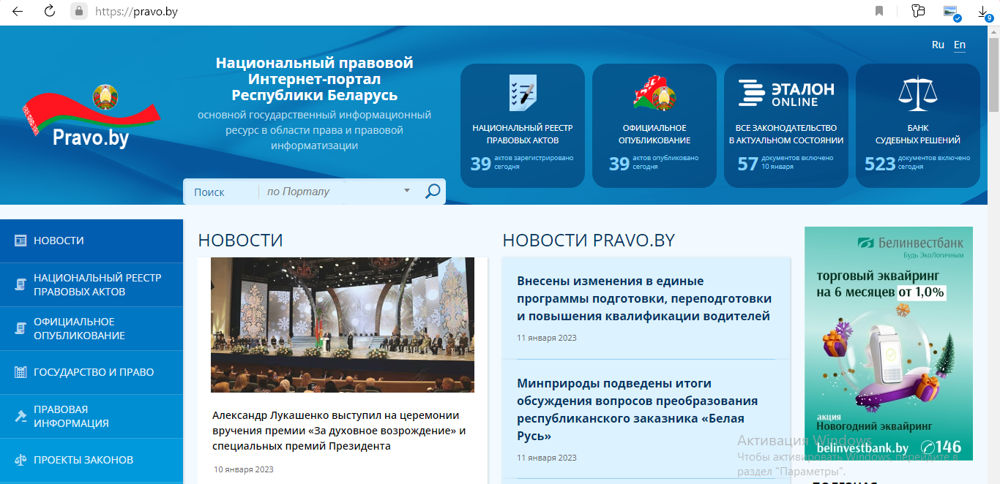 https://pravo.by
Ru En
Национальный правовой
Интернет-портал
Республики Беларусь
основной государственный информационный
ресурс в области права и правовой
информатизации
Pravo.by
Поиск
по Порталу
НАЦИОНАЛЬНЫЙ РЕЕСТР
ПРАВОВЫХ АКТОВ
39 актов зарегистрировано
сегодня
ОФИЦИАЛЬНОЕ
ОПУБЛИКОВАНИЕ
39 актов опубликовано
сегодня
ЭТАЛОН
ONLINE
ВСЕ ЗАКОНОДАТЕЛЬСТВО
В АКТУАЛЬНОМ СОСТОЯНИИ
57 документов включено
10 января
БАНК
СУДЕБНЫХ РЕШЕНИЙ
523 документов включено
сегодня
9
НОВОСТИ
НАЦИОНАЛЬНЫЙ РЕЕСТР
ПРАВОВЫХ АКТОВ
ОФИЦИАЛЬНОЕ
ОПУБЛИКОВАНИЕ
ГОСУДАРСТВО И ПРАВО
ПРАВОВАЯ
ИНФОРМАЦИЯ
ПРОЕКТЫ ЗАКОНОВ
НОВОСТИ
Александр Лукашенко выступил на церемонии
вручения премии «За духовное возрождение» и
специальных премий Президента
10 января 2023
НОВОСТИ PRAVO.BY
Внесены изменения в единые
программы подготовки, переподготовки
и повышения квалификации водителей
11 января 2023
Минприроды подведены итоги
обсуждения вопросов преобразования
республиканского заказника «Белая
Русь»
11 января 2023
Белинвестбанк
Будь ЭкоЛогичным
торговый эквайринг
на 6 месяцев от 1,0%
акция
Новогодний эквайринг
belinvestbank.by 146
Активация Windows
Чтобы активировать Windows, перейдите в
раздел "Параметры".